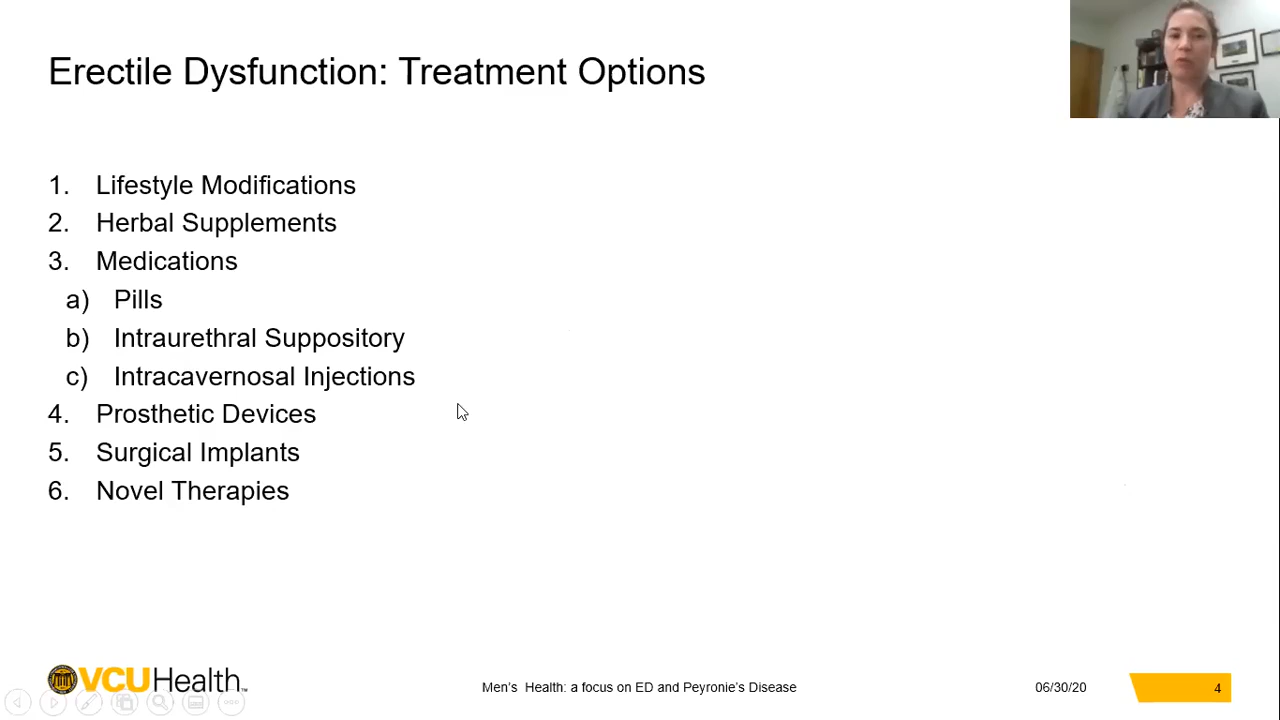 Erectile Dysfunction: Treatment Options
1. Lifestyle Modifications
2. Herbal Supplements
3. Medications
a) Pills
b) Intraurethral Suppository
c) Intracavernosal Injections
4. Prosthetic Devices
5. Surgical Implants
6. Novel Therapies
VCUHealth™
Men's Health: a focus on ED and Peyronie's Disease
06/30/20
4